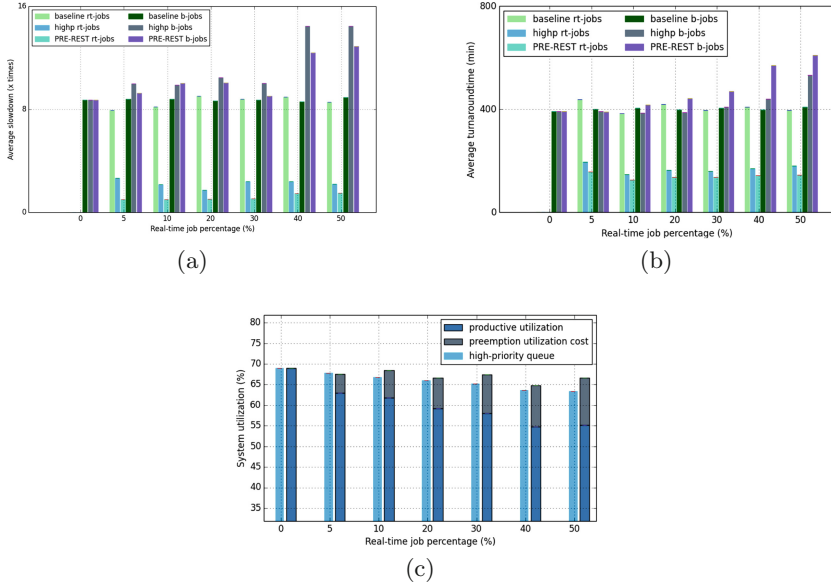 16
8
0
Average slowdown (x times)
baseline rt-jobs
highp rt-jobs
PRE-REST rt-jobs
baseline b-jobs
highp b-jobs
PRE-REST b-jobs
0 5 10 20 30 40 50
Real-time job percentage (%)
(a)
800
400
0
Average turnaroundtime (min)
baseline rt-jobs
highp rt-jobs
PRE-REST rt-jobs
baseline b-jobs
highp b-jobs
PRE-REST b-jobs
0 5 10 20 30 40 50
Real-time job percentage (%)
(b)
80
75
70
65
60
55
50
45
40
35
System utilization (%)
productive utilization
preemption utilization cost
high-priority queue
0 5 10 20 30 40 50
Real-time job percentage (%)
(c)